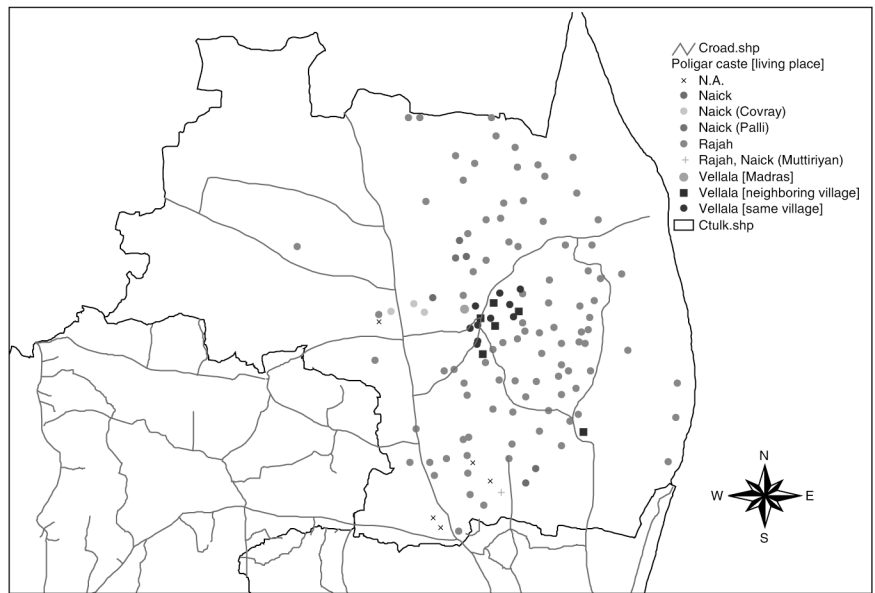 Croad.shp
Poligar caste [living place]
N.A.
Naick
Naick (Covray)
Naick (Palli)
Rajah
Rajah, Naick (Muttiriyan)
Vellala [Madras]
Vellala [neighboring village]
Vellala [same village]
Ctulk.shp
N
W E
S